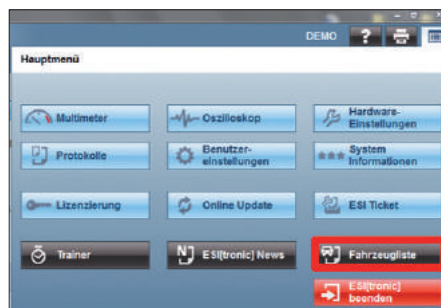 DEMO ?
Hauptmenü
Multimeter
Oszilloskop
Hardware-
Einstellungen
Protokolle
Benutzer-
einstellungen
System
Informationen
Lizenzierung
Online Update
ESI Ticket
Trainer
ESI[tronic] News
Fahrzeugliste
ESI[tronic]
beenden